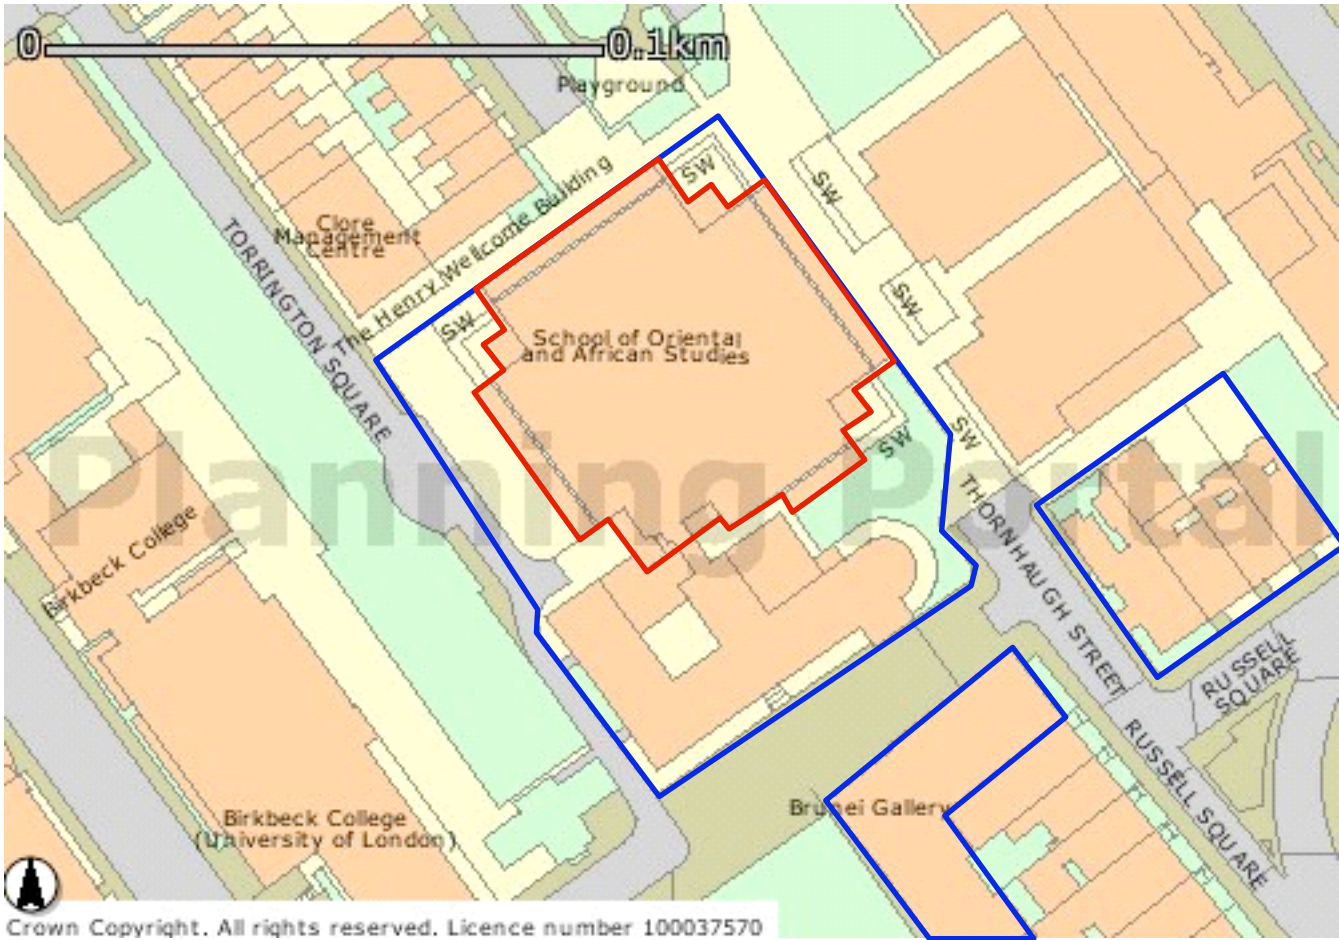 0 0.1km
Playground
SW
SW
The Henry Wellcome Building
Clore
Management
Centre
TORRINGTON SQUARE
SW
SW
School of Oriental
and African Studies
SW
SW
Planning Portal
THORNHAUGH STREET
Birkbeck College
RUSSELL
SQUARE
RUSSELL SQUARE
Brunei Gallery
Birkbeck College
(University of London)
Crown Copyright. All rights reserved. Licence number 100037570